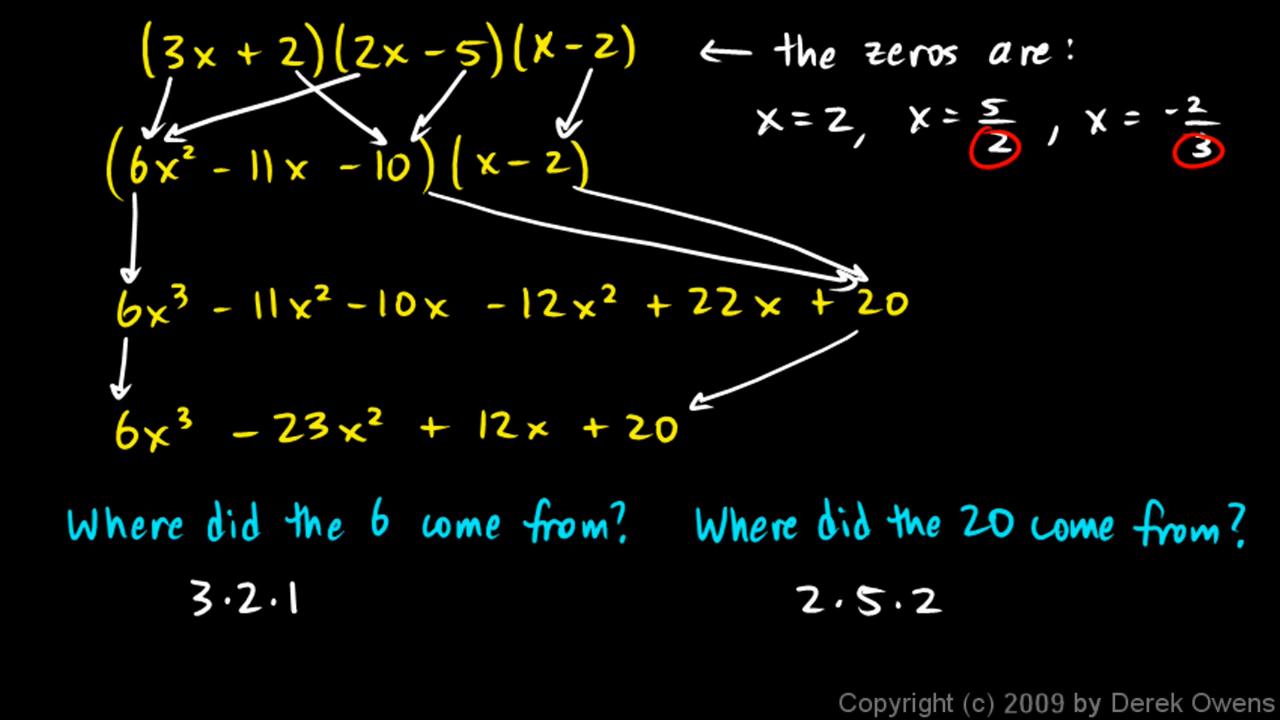 (3x + 2)(2x - 5)(x - 2) ← the zeros are:
x = 2, x = 5/2, x = -2/3
(6x² - 11x - 10)(x - 2)
6x³ - 11x² - 10x - 12x² + 22x + 20
6x³ - 23x² + 12x + 20
Where did the 6 come from? Where did the 20 come from?
3·2·1 2·5·2
Copyright (c) 2009 by Derek Owens